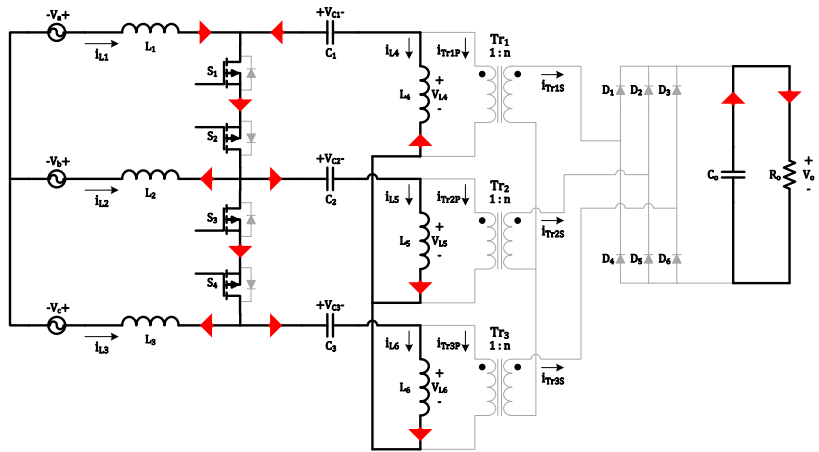 -Va+
L1
iL1
+VC1-
C1
iL4
iTr1P
Tr1
1 : n
iTr1S
L4
+
VL4
-
S1
S2
D1 D2 D3
-Vb+
L2
iL2
+VC2-
C2
iL5
iTr2P
Tr2
1 : n
iTr2S
L5
+
VL5
-
S3
S4
Co
Ro
+
Vo
-
D4 D5 D6
-Vc+
L3
iL3
+VC3-
C3
iL6
iTr3P
Tr3
1 : n
iTr3S
L6
+
VL6
-